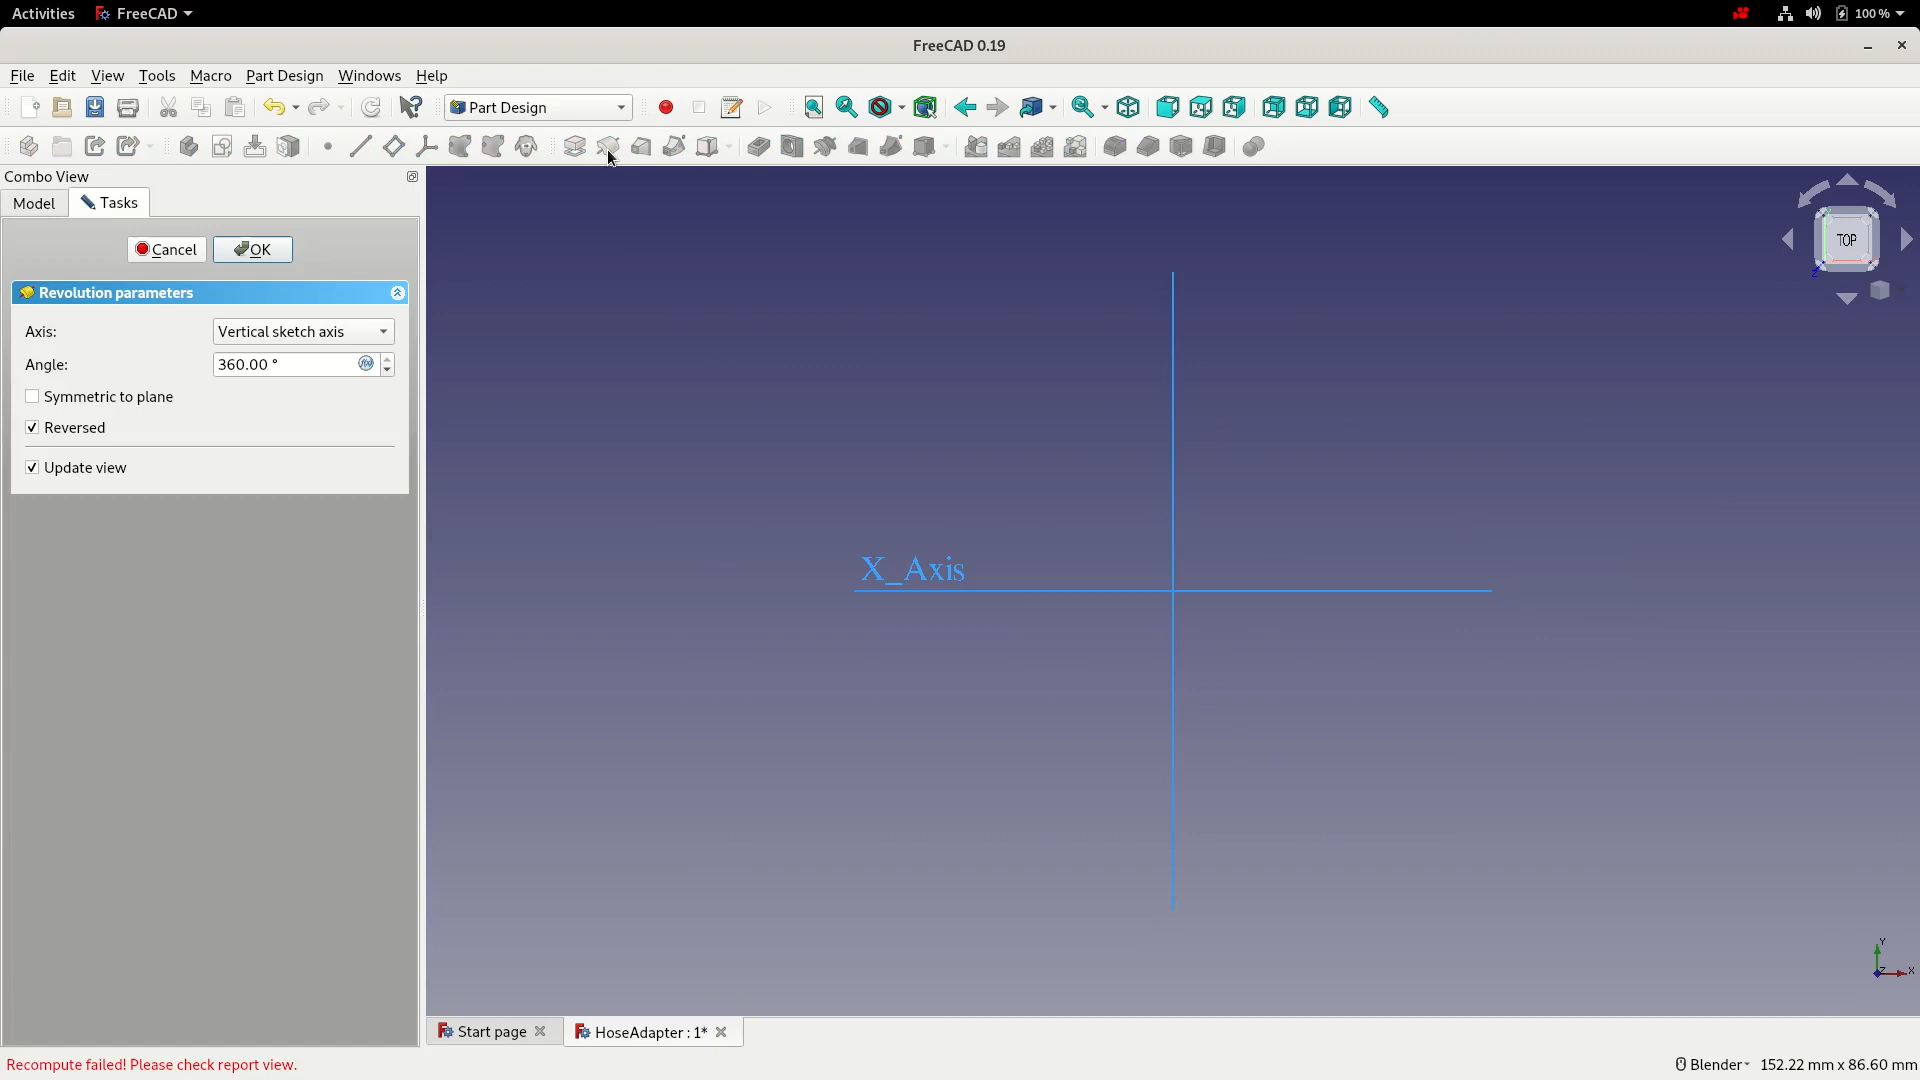 Activities FreeCAD 100 %
FreeCAD 0.19
File Edit View Tools Macro Part Design Windows Help
Part Design
Combo View
Model Tasks
Cancel OK
Revolution parameters
Axis: Vertical sketch axis
Angle: 360.00 °
Symmetric to plane
Reversed
Update view
TOP
Z
X_Axis
Y
Z X
Start page HoseAdapter : 1*
Recompute failed! Please check report view. Blender 152.22 mm x 86.60 mm